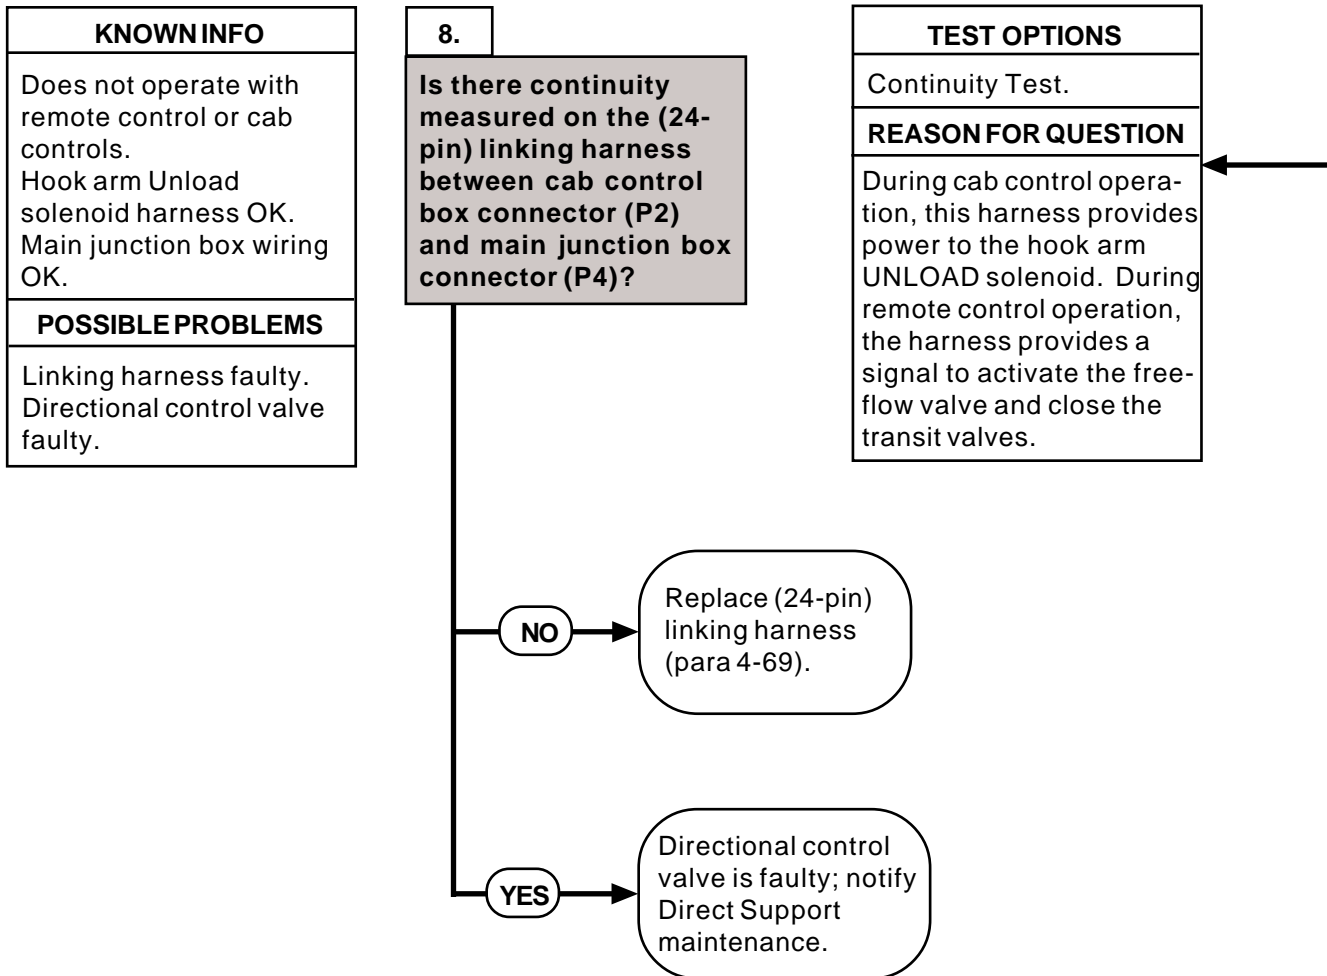 KNOWN INFO
Does not operate with
remote control or cab
controls.
Hook arm Unload
solenoid harness OK.
Main junction box wiring
OK.
POSSIBLE PROBLEMS
Linking harness faulty.
Directional control valve
faulty.
8.
Is there continuity
measured on the (24-
pin) linking harness
between cab control
box connector (P2)
and main junction box
connector (P4)?
TEST OPTIONS
Continuity Test.
REASON FOR QUESTION
During cab control opera-
tion, this harness provides
power to the hook arm
UNLOAD solenoid. During
remote control operation,
the harness provides a
signal to activate the free-
flow valve and close the
transit valves.
NO
Replace (24-pin)
linking harness
(para 4-69).
YES
Directional control
valve is faulty; notify
Direct Support
maintenance.